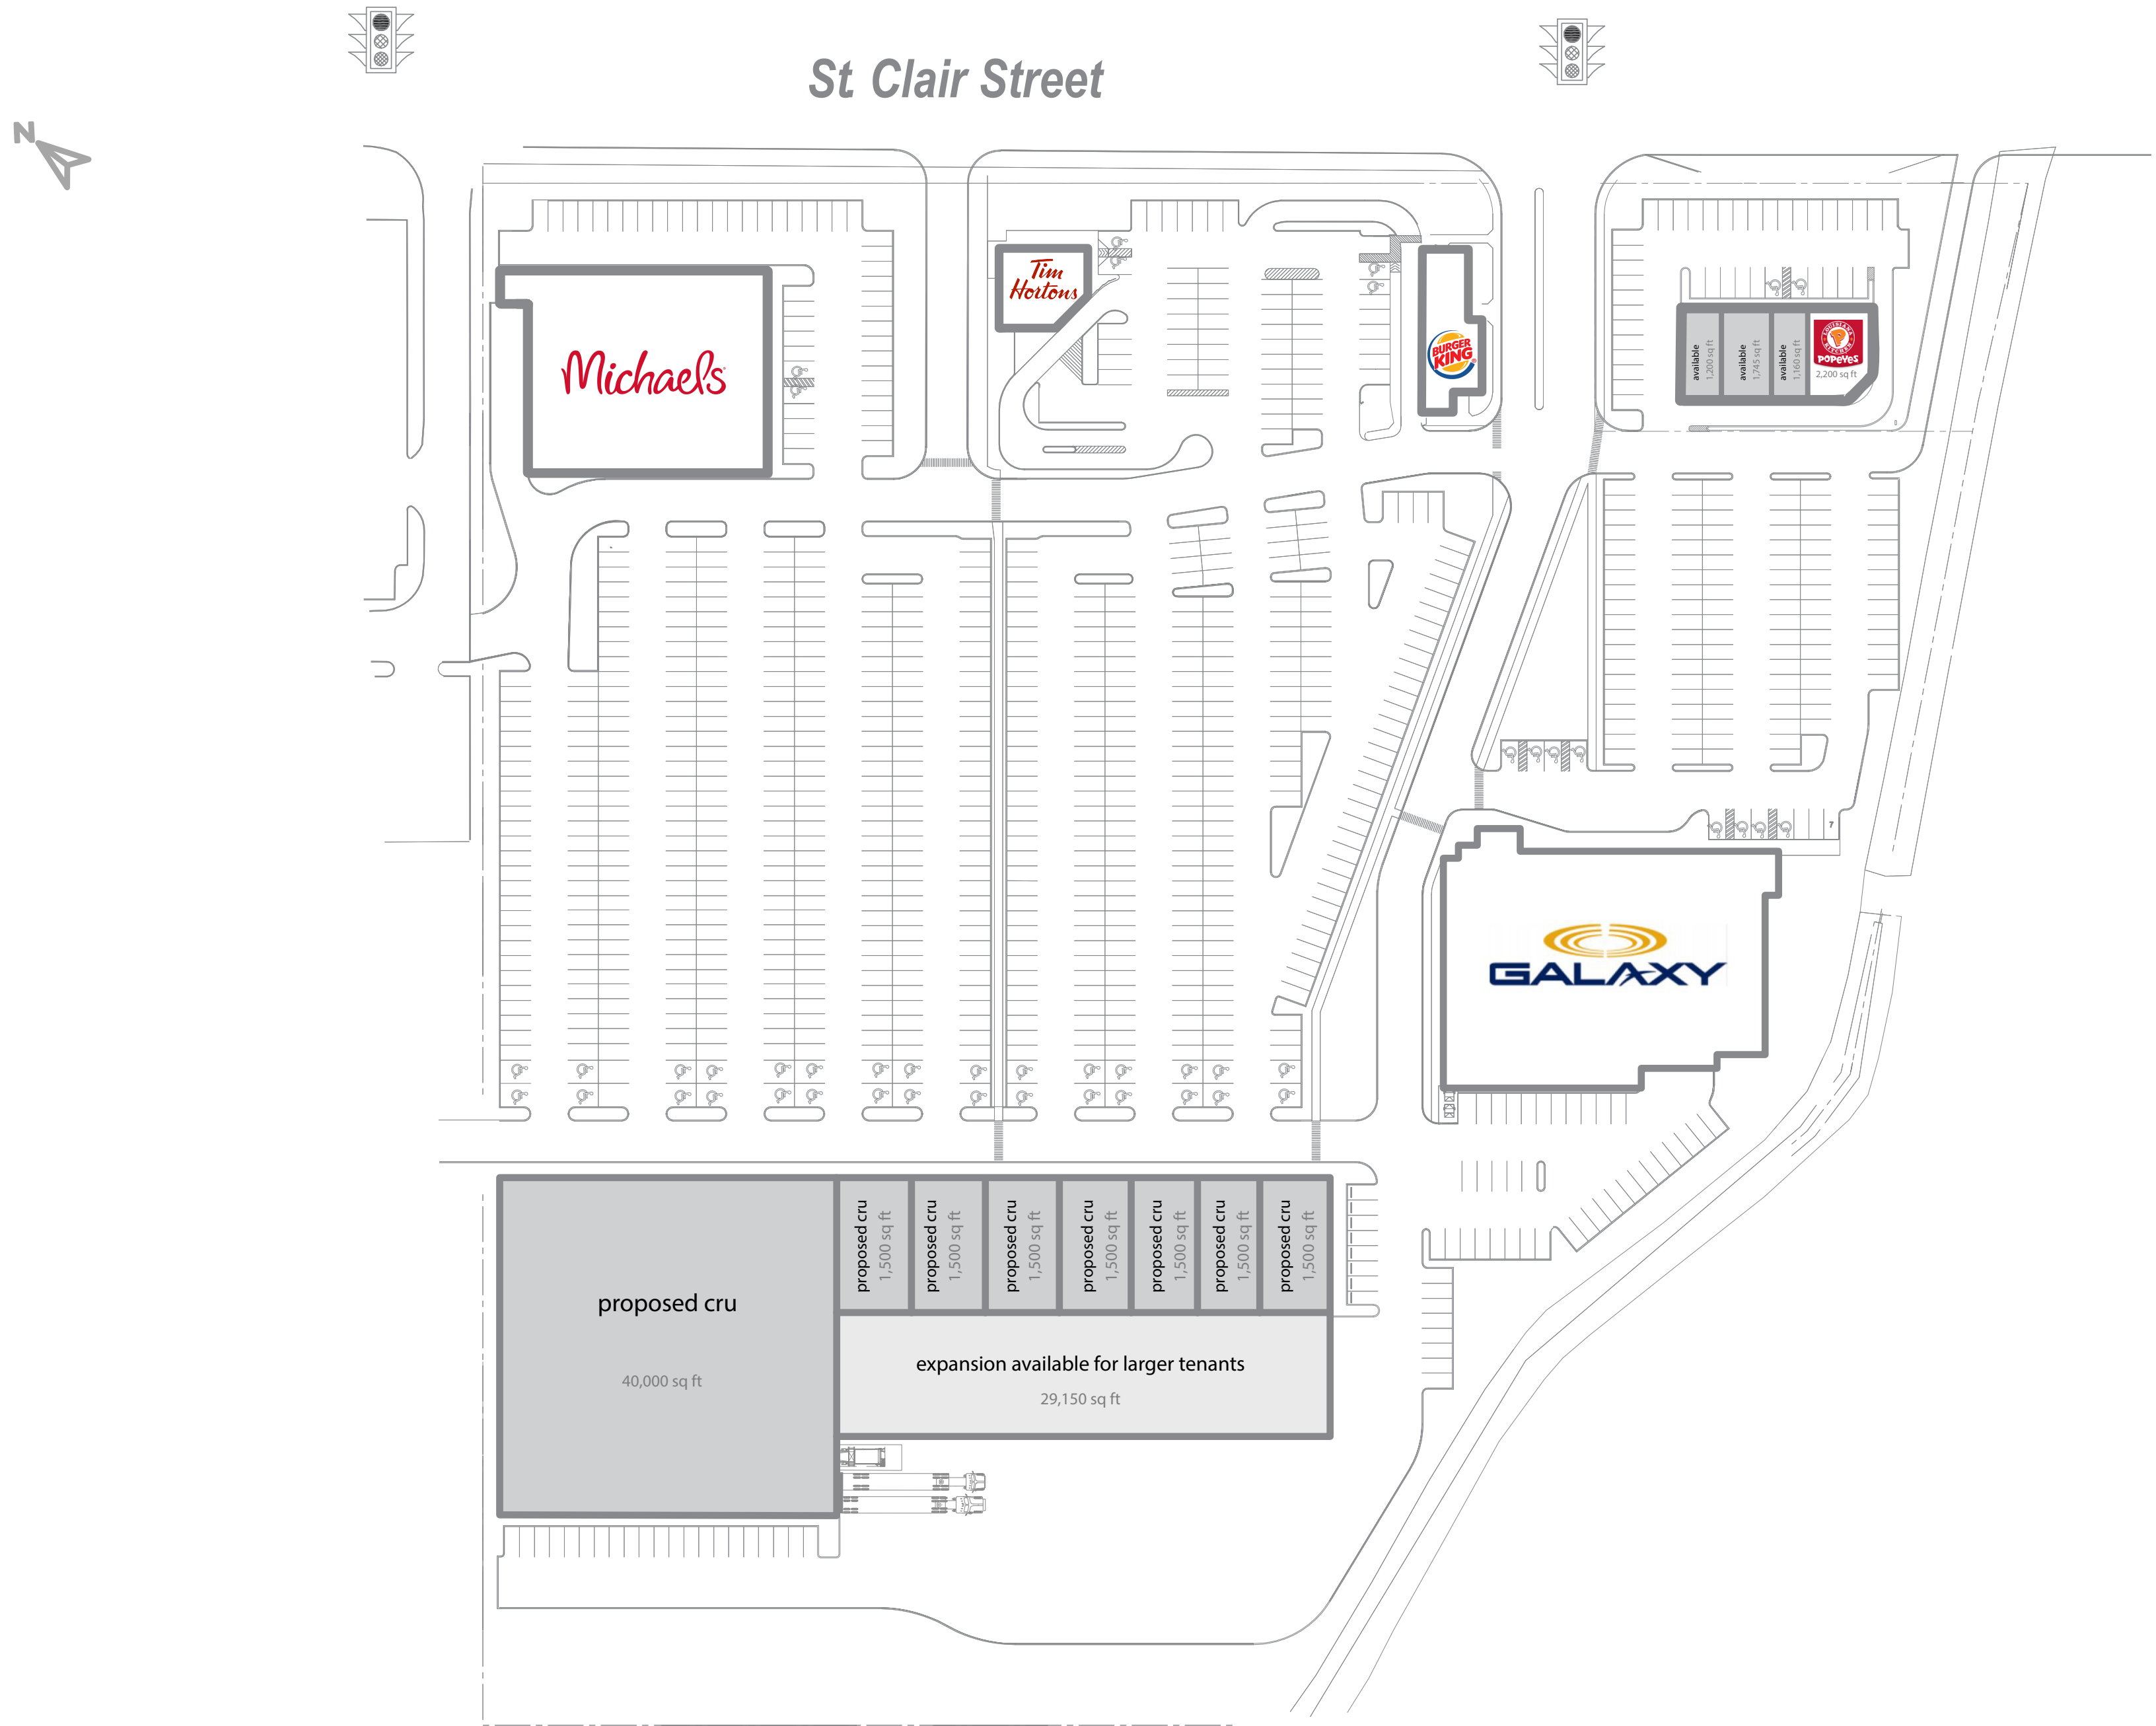 St. Clair Street
N
Michaels
Tim
Hortons
BURGER
KING
available
1,200 sq ft
available
1,745 sq ft
available
1,160 sq ft
LOUISIANA
KITCHEN
POPEYES
2,200 sq ft
7
GALAXY
proposed cru
40,000 sq ft
proposed cru
1,500 sq ft
proposed cru
1,500 sq ft
proposed cru
1,500 sq ft
proposed cru
1,500 sq ft
proposed cru
1,500 sq ft
proposed cru
1,500 sq ft
proposed cru
1,500 sq ft
expansion available for larger tenants
29,150 sq ft